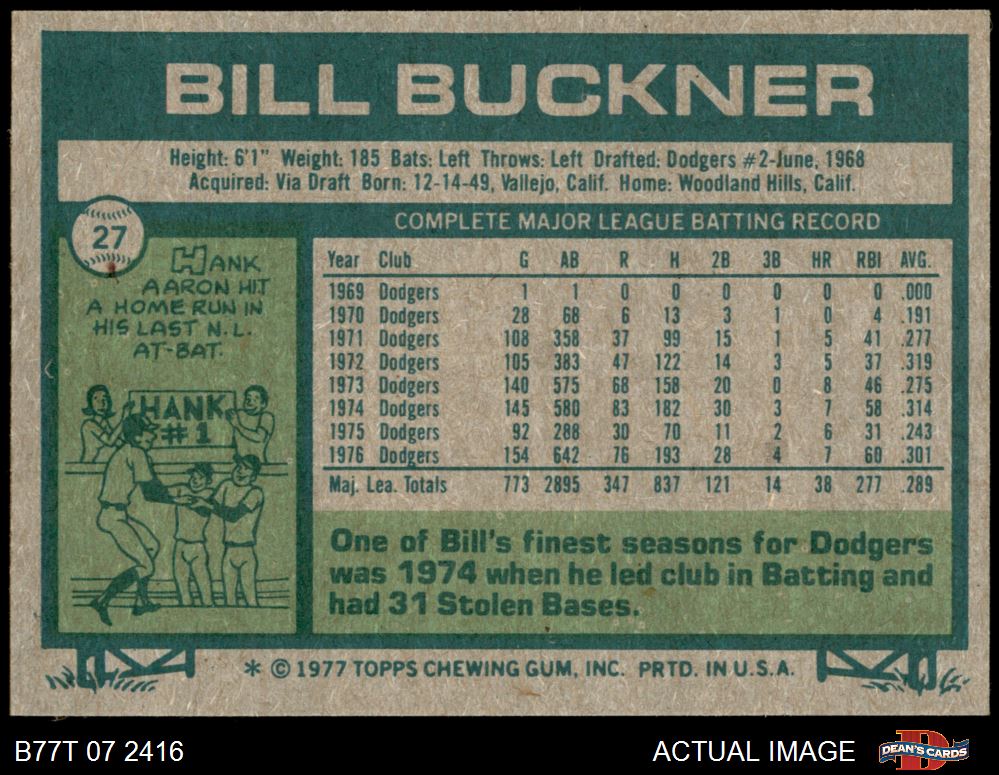 BILL BUCKNER
Height: 6'1" Weight: 185 Bats: Left Throws: Left Drafted: Dodgers #2-June, 1968
Acquired: Via Draft Born: 12-14-49, Vallejo, Calif. Home: Woodland Hills, Calif.
27
HANK
AARON HIT
A HOME RUN IN
HIS LAST N.L.
AT-BAT.
HANK
#1
COMPLETE MAJOR LEAGUE BATTING RECORD
Year Club G AB R H 2B 3B HR RBI AVG.
1969 Dodgers 1 1 0 0 0 0 0 0 .000
1970 Dodgers 28 68 6 13 3 1 0 4 .191
1971 Dodgers 108 358 37 99 15 1 5 41 .277
1972 Dodgers 105 383 47 122 14 3 5 37 .319
1973 Dodgers 140 575 68 158 20 0 8 46 .275
1974 Dodgers 145 580 83 182 30 3 7 58 .314
1975 Dodgers 92 288 30 70 11 2 6 31 .243
1976 Dodgers 154 642 76 193 28 4 7 60 .301
Maj. Lea. Totals 773 2895 347 837 121 14 38 277 .289
One of Bill's finest seasons for Dodgers
was 1974 when he led club in Batting and
had 31 Stolen Bases.
* © 1977 TOPPS CHEWING GUM, INC. PRTD. IN U.S.A.
B77T 07 2416
ACTUAL IMAGE
D
DEAN'S CARDS